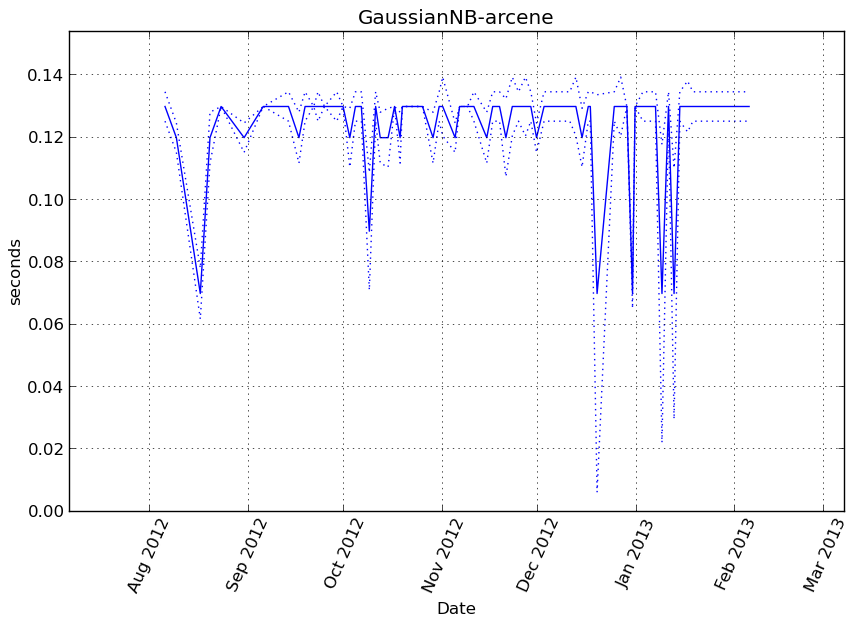 GaussianNB-arcene
0.14
0.12
0.10
0.08
0.06
0.04
0.02
0.00
seconds
Aug 2012
Sep 2012
Oct 2012
Nov 2012
Dec 2012
Jan 2013
Feb 2013
Mar 2013
Date